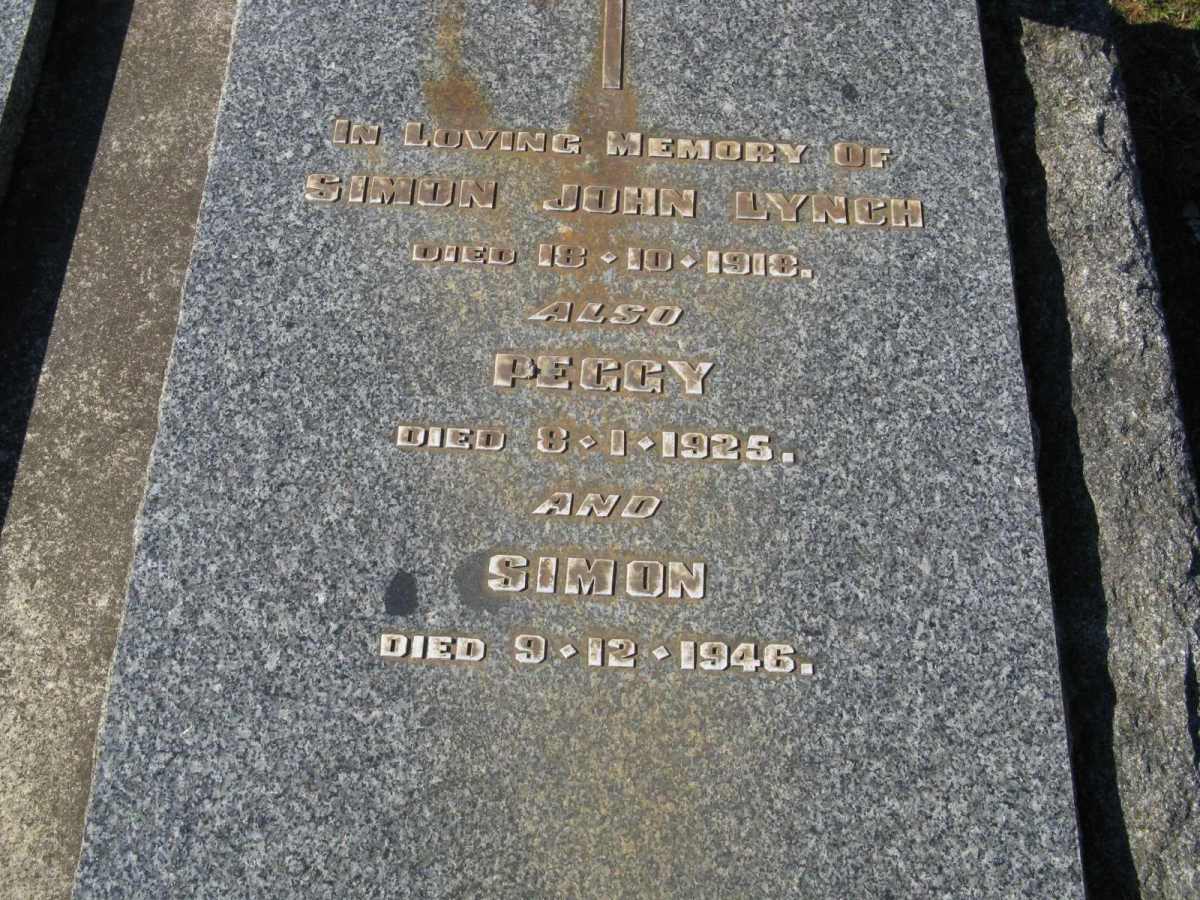 In Loving Memory Of
SIMON JOHN LYNCH
DIED 18·10·1918.
ALSO
PEGGY
DIED 8·1·1925.
AND
SIMON
DIED 9·12·1946.